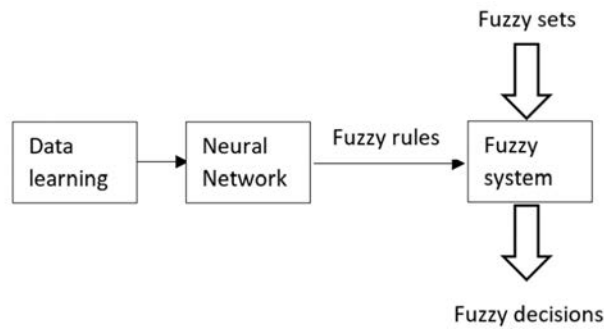 Fuzzy sets
Data
learning
Neural
Network
Fuzzy rules
Fuzzy
system
Fuzzy decisions